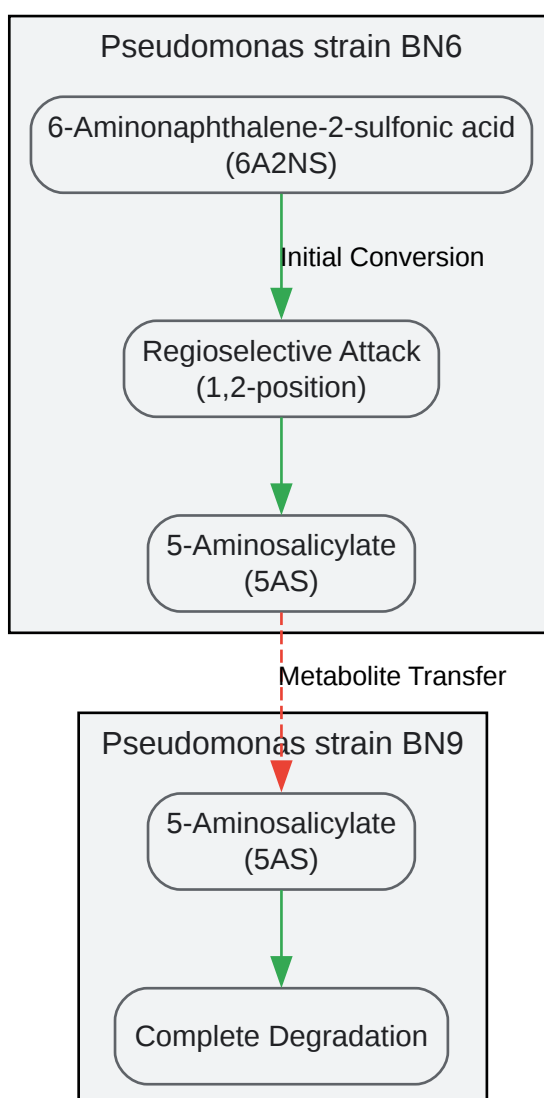 Pseudomonas strain BN6
6-Aminonaphthalene-2-sulfonic acid
(6A2NS)
Initial Conversion
Regioselective Attack
(1,2-position)
5-Aminosalicylate
(5AS)
Metabolite Transfer
Pseudomonas strain BN9
5-Aminosalicylate
(5AS)
Complete Degradation